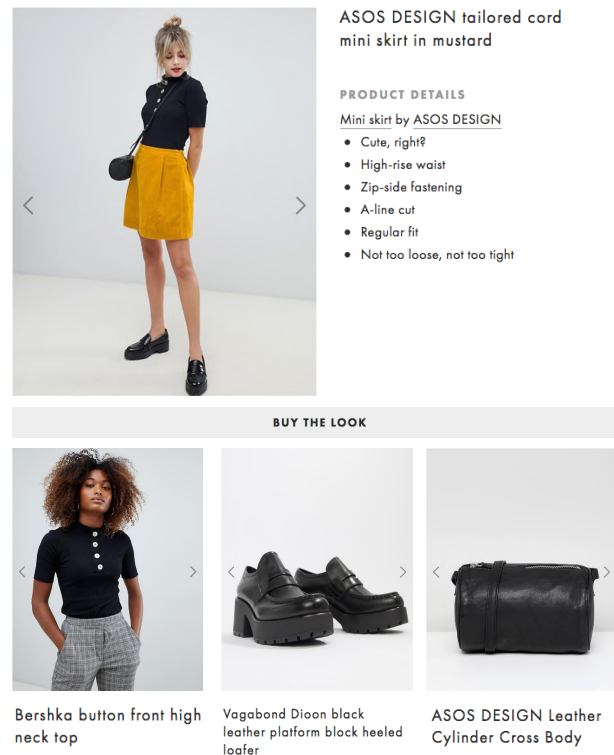 ASOS DESIGN tailored cord
mini skirt in mustard
PRODUCT DETAILS
Mini skirt by ASOS DESIGN
• Cute, right?
• High-rise waist
• Zip-side fastening
• A-line cut
• Regular fit
• Not too loose, not too tight
BUY THE LOOK
Bershka button front high
neck top
Vagabond Dioon black
leather platform block heeled
loafer
ASOS DESIGN Leather
Cylinder Cross Body